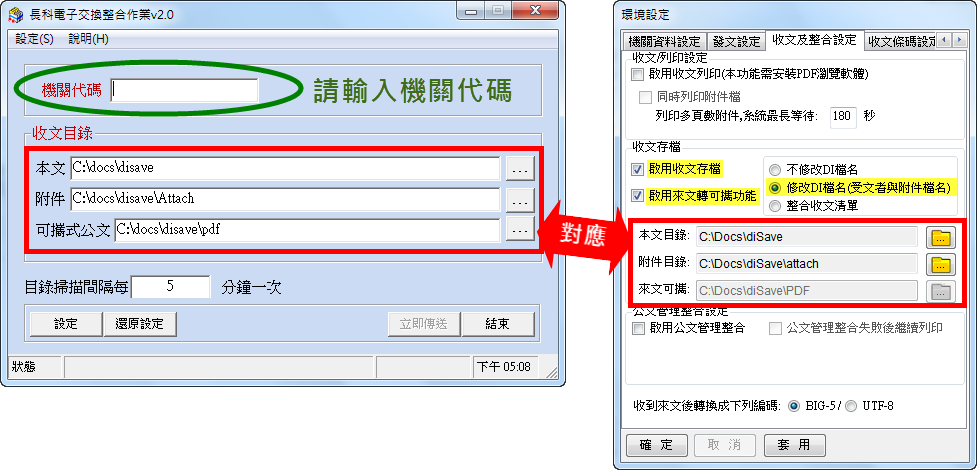 長科電子交換整合作業v2.0
設定(S) 說明(H)
機關代碼
請輸入機關代碼
收文目錄
本文 C:\docs\disave ...
附件 C:\docs\disave\Attach ...
可攜式公文 C:\docs\disave\pdf ...
目錄掃描間隔每 5 分鐘一次
設定 還原設定 立即傳送 結束
狀態 下午 05:08
對應
環境設定
機關資料設定 發文設定 收文及整合設定 收文條碼設定
收文/列印設定
啟用收文列印(本功能需安裝PDF瀏覽軟體)
同時列印附件檔
列印多頁數附件,系統最長等待: 180 秒
收文存檔
啟用收文存檔
啟用來文轉可攜功能
不修改DI檔名
修改DI檔名(受文者與附件檔名)
整合收文清單
本文目錄: C:\Docs\diSave ...
附件目錄: C:\Docs\diSave\attach ...
來文可攜: C:\Docs\diSave\PDF ...
公文管理整合設定
啟用公文管理整合 公文管理整合失敗後繼續列印
收到來文後轉換成下列編碼: BIG-5 / UTF-8
確 定 取 消 套 用